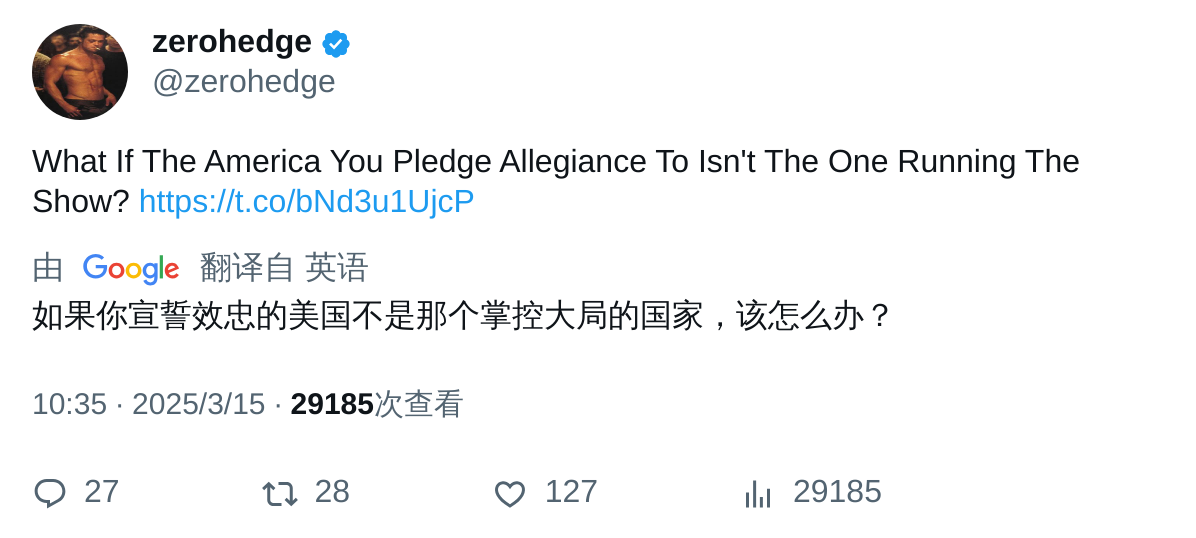 zerohedge
@zerohedge
What If The America You Pledge Allegiance To Isn't The One Running The
Show? https://t.co/bNd3u1UjcP
由 Google 翻译自 英语
如果你宣誓效忠的美国不是那个掌控大局的国家，该怎么办？
10:35 · 2025/3/15 · 29185次查看
27 28 127 29185